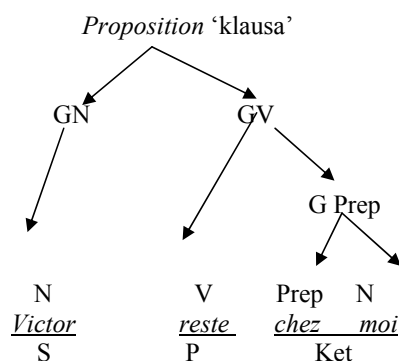 Proposition ‘klausa’
GN GV
G Prep
N V Prep N
Victor reste chez moi
S P Ket